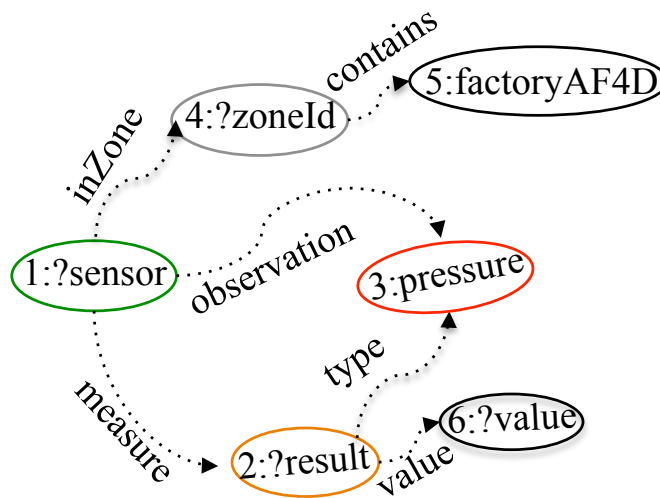 contains
5:factoryAF4D
4:?zoneId
inZone
1:?sensor
observation
3:pressure
type
measure
2:?result
value
6:?value